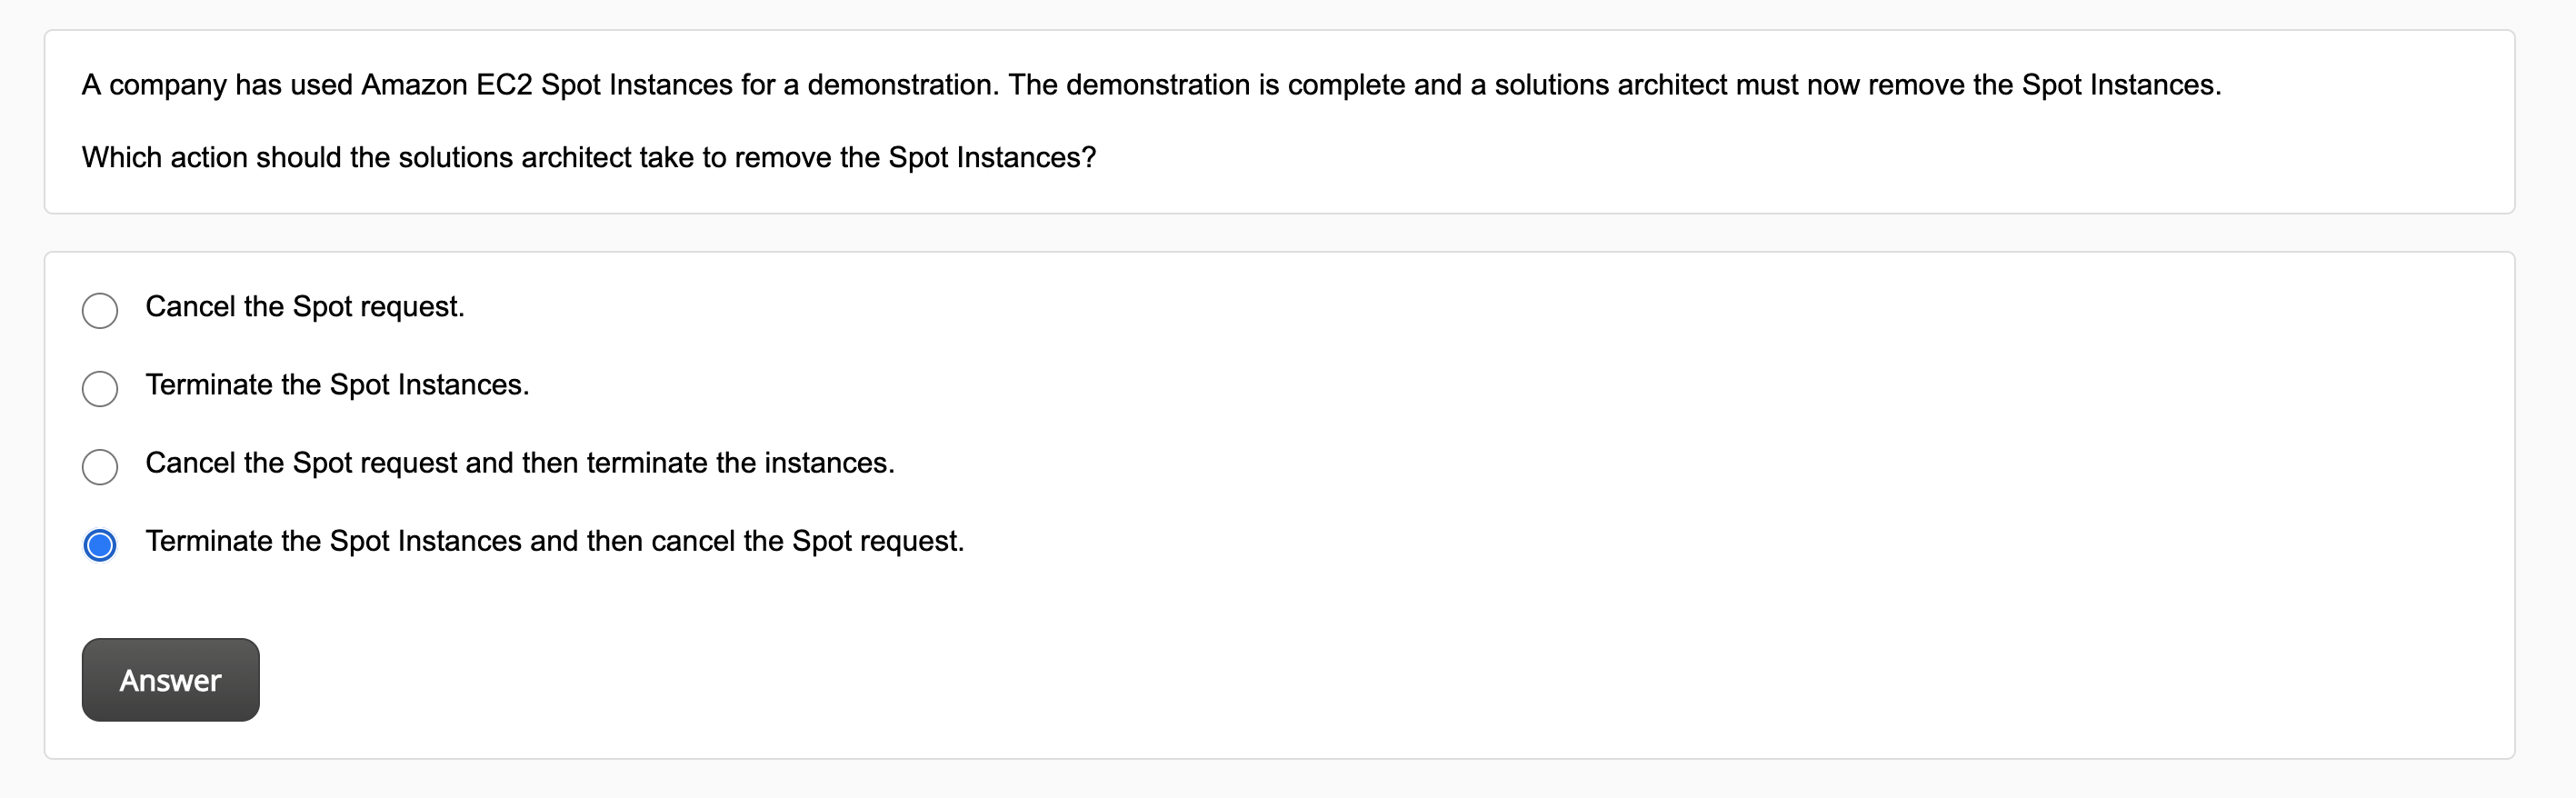 A company has used Amazon EC2 Spot Instances for a demonstration. The demonstration is complete and a solutions architect must now remove the Spot Instances.
Which action should the solutions architect take to remove the Spot Instances?
Cancel the Spot request.
Terminate the Spot Instances.
Cancel the Spot request and then terminate the instances.
Terminate the Spot Instances and then cancel the Spot request.
Answer